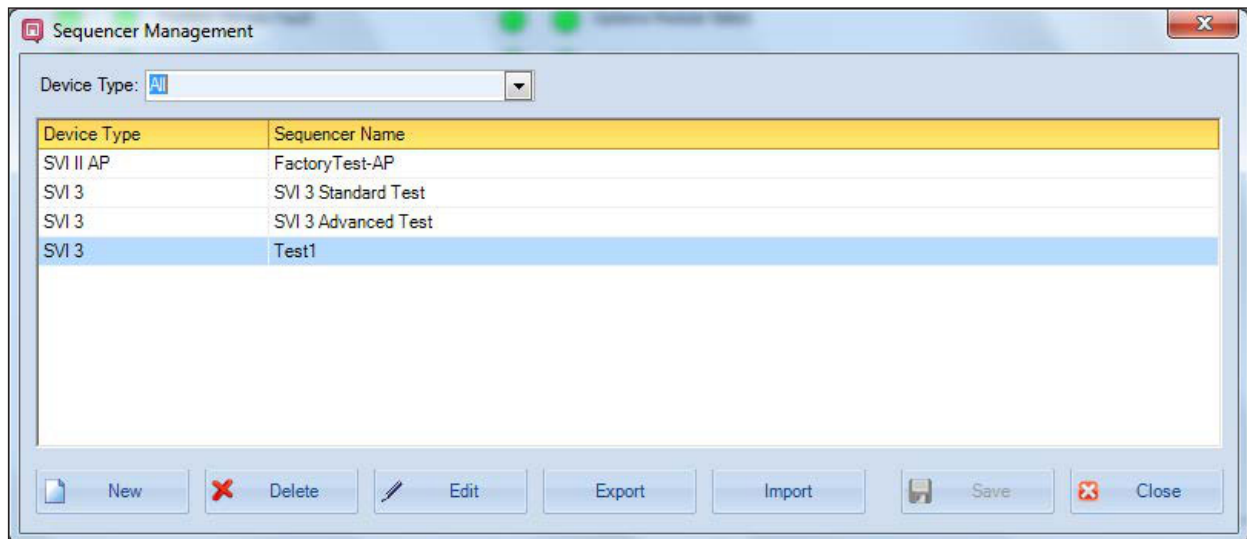 Sequencer Management
Device Type: All
Device Type Sequencer Name
SVI II AP FactoryTest-AP
SVI 3 SVI 3 Standard Test
SVI 3 SVI 3 Advanced Test
SVI 3 Test1
New Delete Edit Export Import Save Close